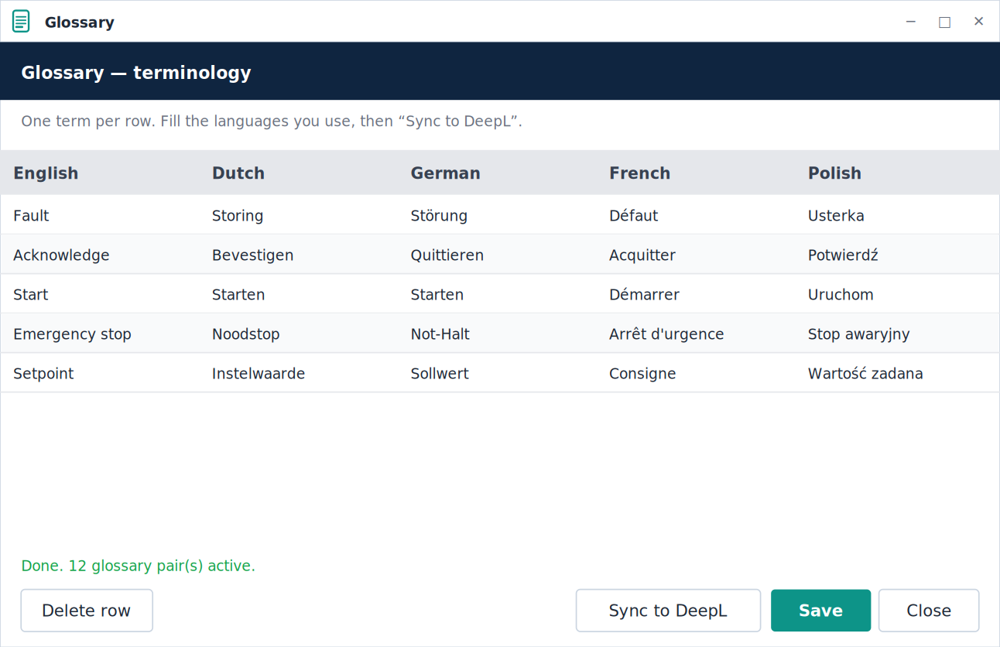 Glossary
Glossary — terminology
One term per row. Fill the languages you use, then “Sync to DeepL”.
English Dutch German French Polish
Fault Storing Störung Défaut Usterka
Acknowledge Bevestigen Quittieren Acquitter Potwierdź
Start Starten Starten Démarrer Uruchom
Emergency stop Noodstop Not-Halt Arrêt d'urgence Stop awaryjny
Setpoint Instelwaarde Sollwert Consigne Wartość zadana
Done. 12 glossary pair(s) active.
Delete row Sync to DeepL Save Close